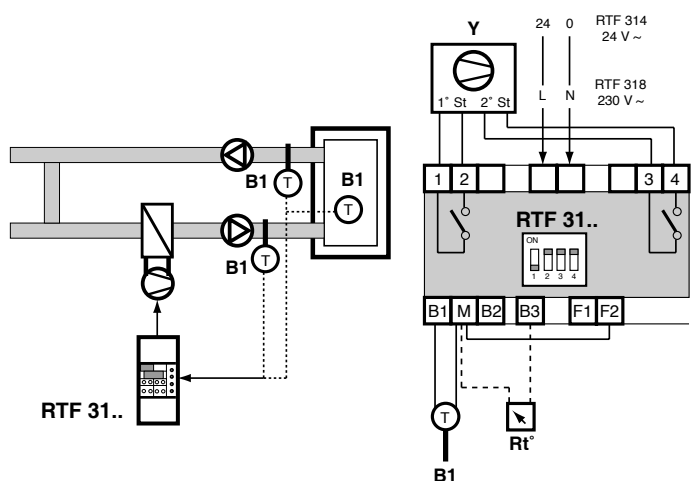 Y
24 0 RTF 314
24 V ~
L N RTF 318
230 V ~
1° St 2° St
B1
T
B1
T
B1
T
RTF 31..
1 2 3 4
RTF 31..
ON
1 2 3 4
B1 M B2 B3 F1 F2
T
Rt°
B1